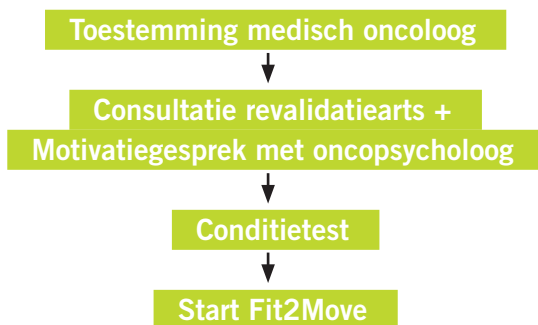 Toestemming medisch oncoloog
Consultatie revalidatiearts +
Motivatiegesprek met oncopsycholoog
Conditietest
Start Fit2Move